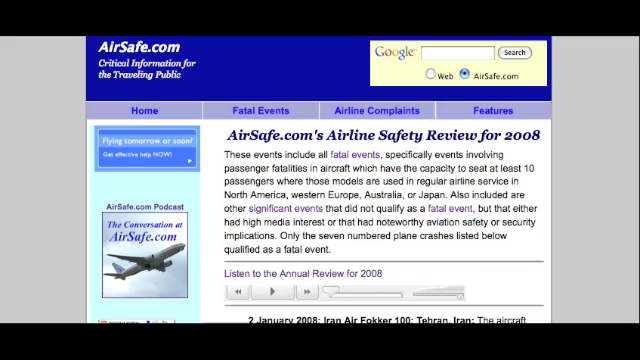 AirSafe.com
Critical Information for
the Traveling Public
Google
Search
Web
AirSafe.com
Home
Fatal Events
Airline Complaints
Features
Flying tomorrow or soon?
Get effective help NOW!
AirSafe.com Podcast
The Conversation at
AirSafe.com
AirSafe.com's Airline Safety Review for 2008
These events include all fatal events, specifically events involving
passenger fatalities in aircraft which have the capacity to seat at least 10
passengers where those models are used in regular airline service in
North America, western Europe, Australia, or Japan. Also included are
other significant events that did not qualify as a fatal event, but that either
had high media interest or that had noteworthy aviation safety or security
implications. Only the seven numbered plane crashes listed below
qualified as a fatal event.
Listen to the Annual Review for 2008
2 January 2008; Iran Air Fokker 100; Tehran, Iran: The aircraft